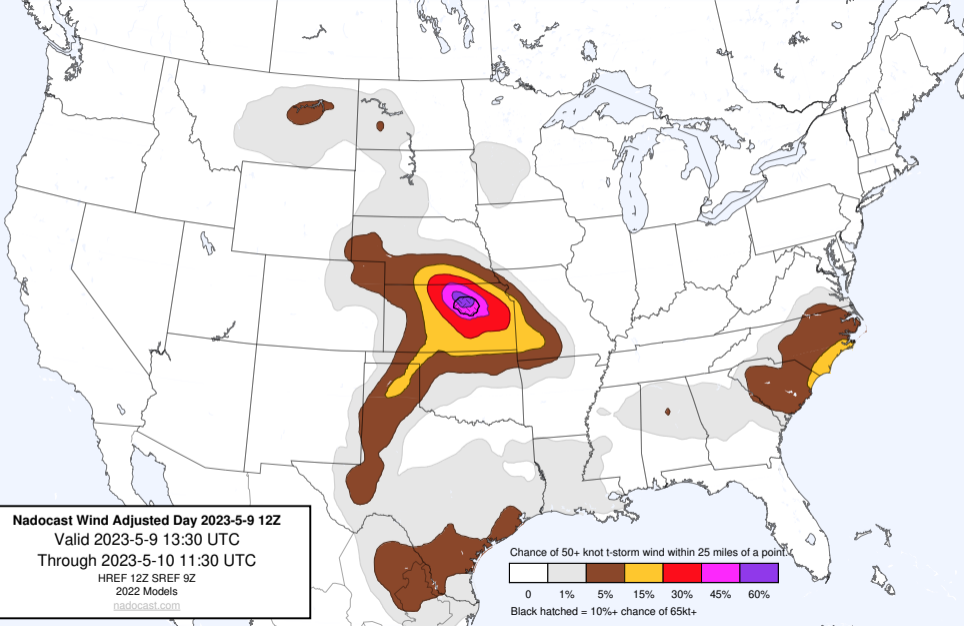 Nadocast Wind Adjusted Day 2023-5-9 12Z
Valid 2023-5-9 13:30 UTC
Through 2023-5-10 11:30 UTC
HREF 12Z SREF 9Z
2022 Models
nadocast.com
Chance of 50+ knot t-storm wind within 25 miles of a point.
0 1% 5% 15% 30% 45% 60%
Black hatched = 10%+ chance of 65kt+